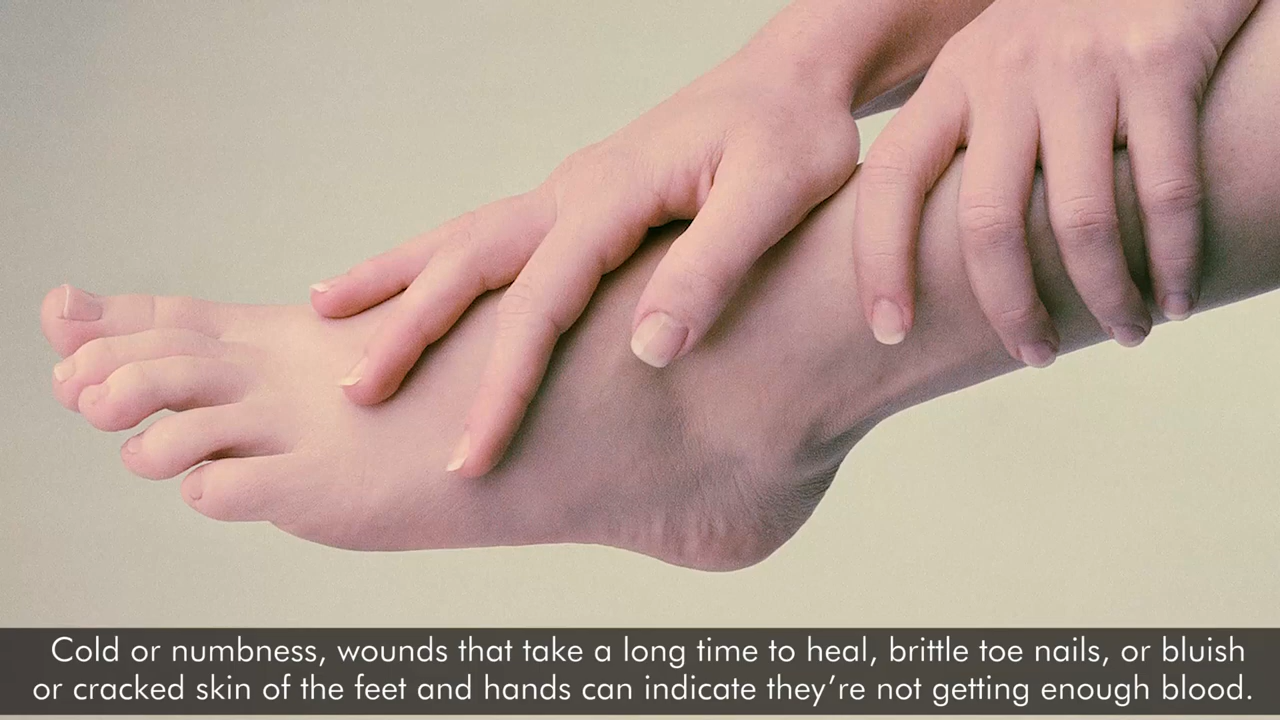 Cold or numbness, wounds that take a long time to heal, brittle toe nails, or bluish
or cracked skin of the feet and hands can indicate they’re not getting enough blood.